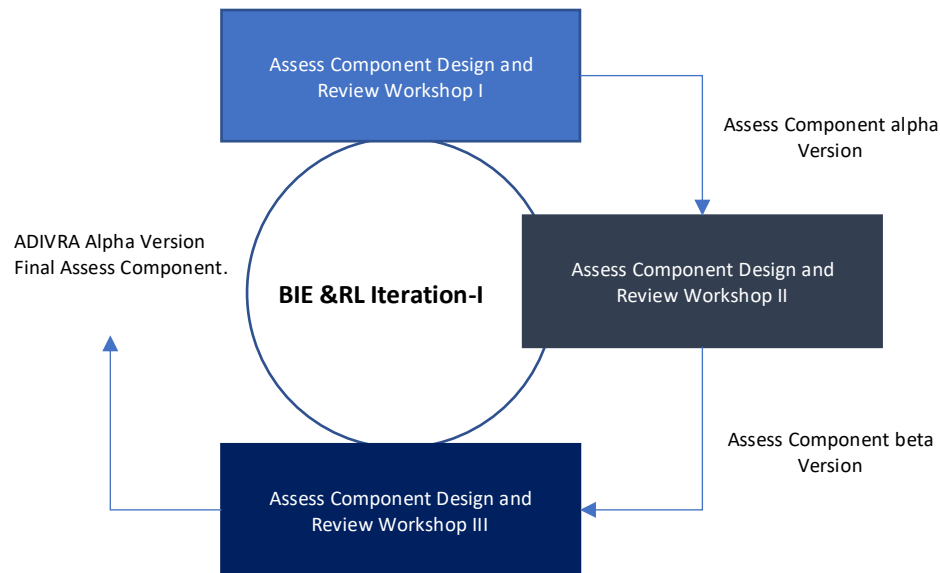 Assess Component Design and
Review Workshop I
Assess Component alpha
Version
ADIVRA Alpha Version
Final Assess Component.
BIE &RL Iteration-I
Assess Component Design and
Review Workshop II
Assess Component beta
Version
Assess Component Design and
Review Workshop III